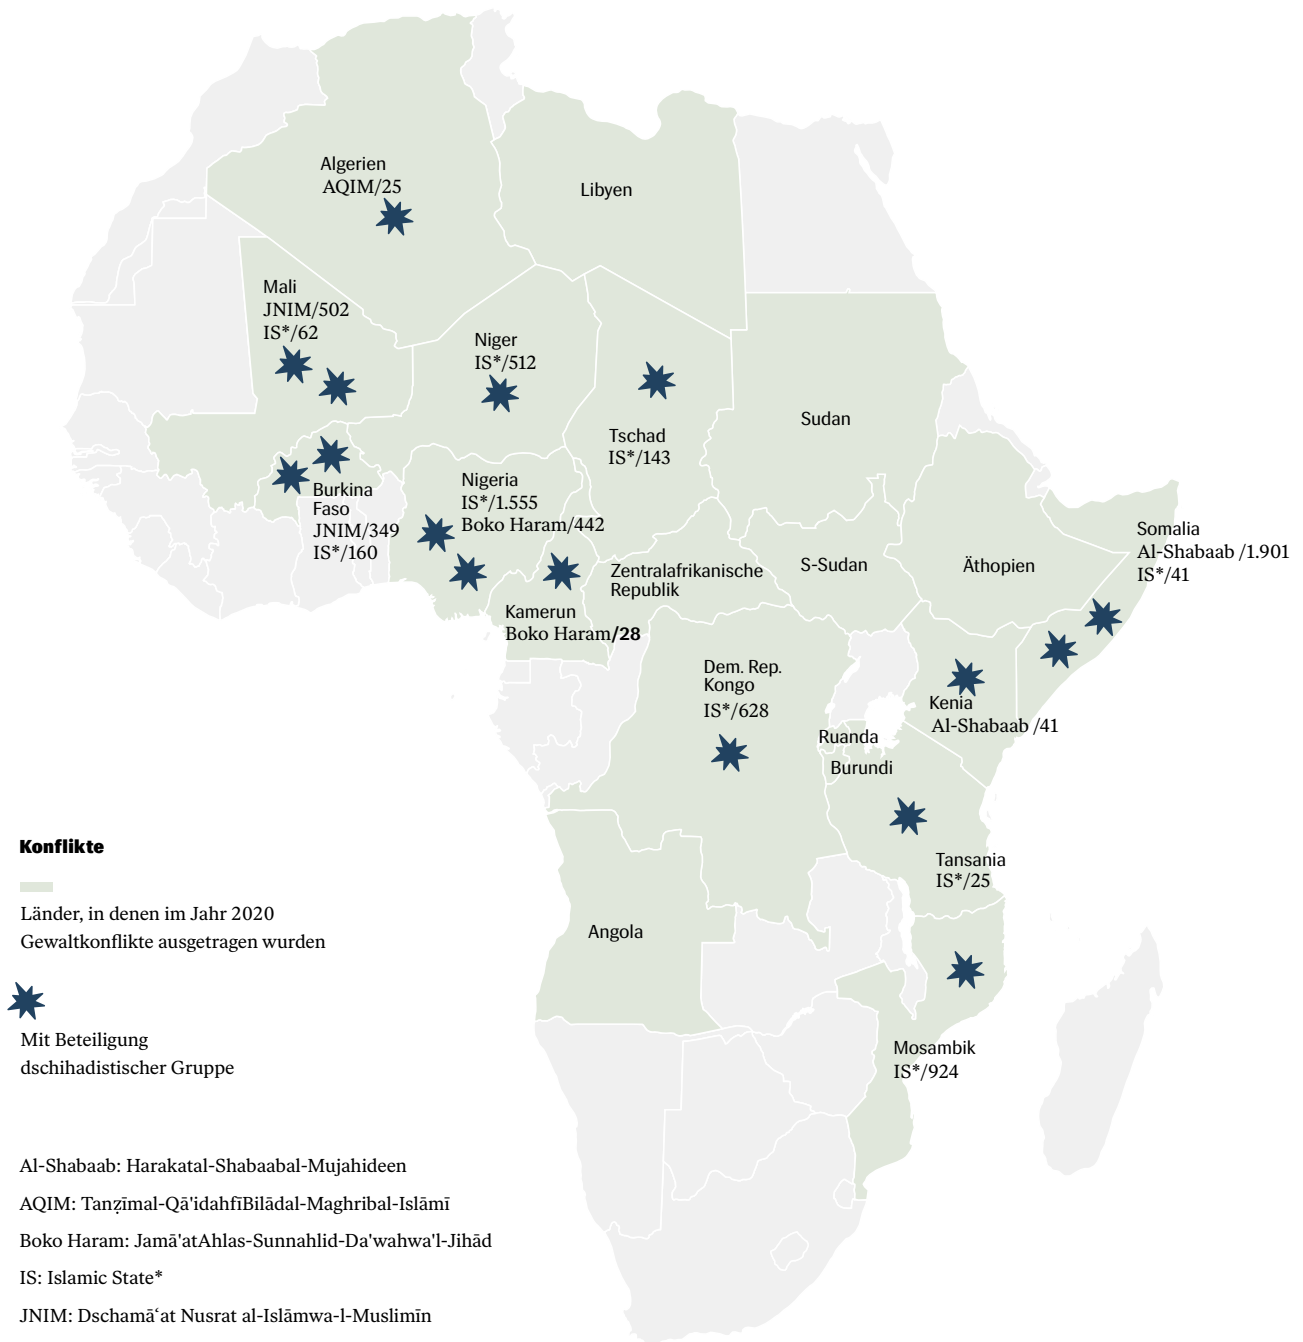 Algerien
AQIM/25
Libyen
Mali
JNIM/502
IS*/62
Niger
IS*/512
Tschad
IS*/143
Sudan
Burkina
Faso
JNIM/349
IS*/160
Nigeria
IS*/1.555
Boko Haram/442
Kamerun
Boko Haram/28
Zentralafrikanische
Republik
S-Sudan
Äthopien
Somalia
Al-Shabaab /1.901
IS*/41
Dem. Rep.
Kongo
IS*/628
Kenia
Al-Shabaab /41
Ruanda
Burundi
Tansania
IS*/25
Angola
Mosambik
IS*/924
Konflikte
Länder, in denen im Jahr 2020
Gewaltkonflikte ausgetragen wurden
Mit Beteiligung
dschihadistischer Gruppe
Al-Shabaab: Harakatal-Shabaabal-Mujahideen
AQIM: Tanẓīmal-Qā'idahfīBilādal-Maghribal-Islāmī
Boko Haram: Jamā'atAhlas-Sunnahlid-Da'wahwa'l-Jihād
IS: Islamic State*
JNIM: Dschamāʿat Nusrat al-Islāmwa-l-Muslimīn